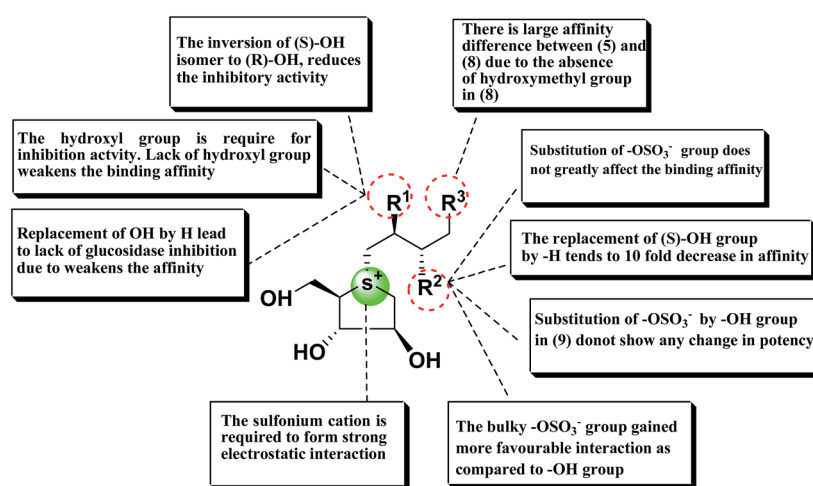 The inversion of (S)-OH
isomer to (R)-OH, reduces
the inhibitory activity
There is large affinity
difference between (5) and
(8) due to the absence
of hydroxymethyl group
in (8)
The hydroxyl group is require for
inhibition actvity. Lack of hydroxyl group
weakens the binding affinity
Substitution of -OSO₃⁻ group does
not greatly affect the binding affinity
Replacement of OH by H lead
to lack of glucosidase inhibition
due to weakens the affinity
The replacement of (S)-OH group
by -H tends to 10 fold decrease in affinity
Substitution of -OSO₃⁻ by -OH group
in (9) donot show any change in potency
The sulfonium cation is
required to form strong
electrostatic interaction
The bulky -OSO₃⁻ group gained
more favourable interaction as
compared to -OH group
R¹
R³
R²
S⁺
OH
HO
OH